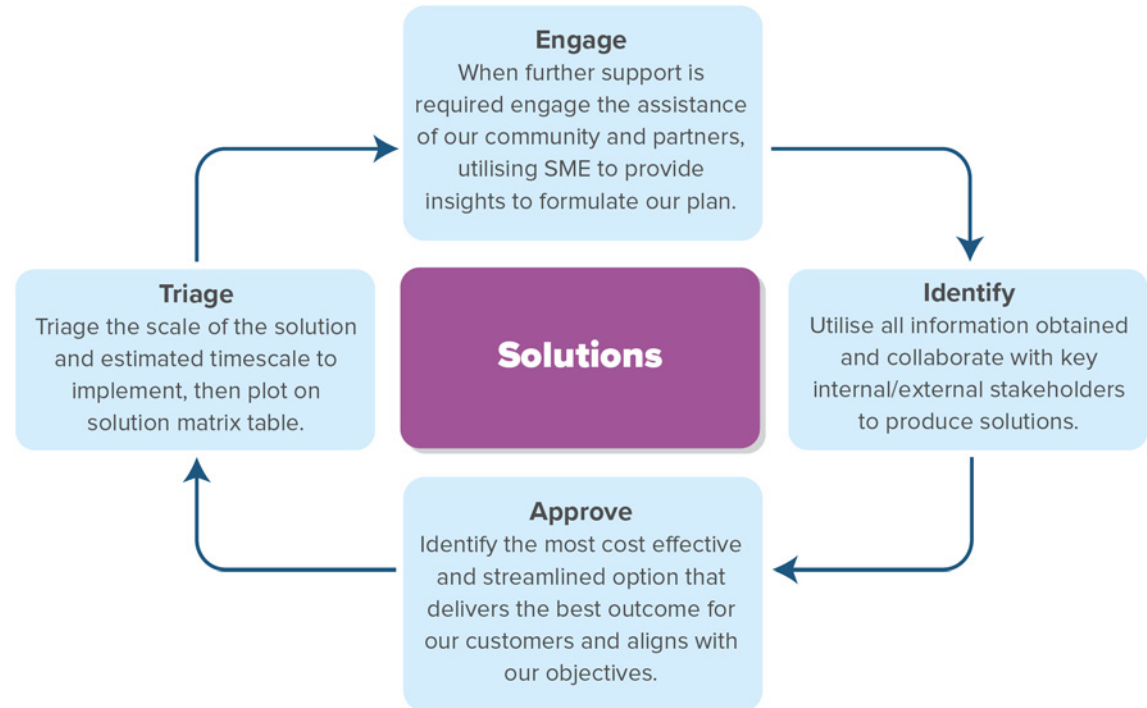 Engage
When further support is
required engage the assistance
of our community and partners,
utilising SME to provide
insights to formulate our plan.
Triage
Triage the scale of the solution
and estimated timescale to
implement, then plot on
solution matrix table.
Solutions
Identify
Utilise all information obtained
and collaborate with key
internal/external stakeholders
to produce solutions.
Approve
Identify the most cost effective
and streamlined option that
delivers the best outcome for
our customers and aligns with
our objectives.